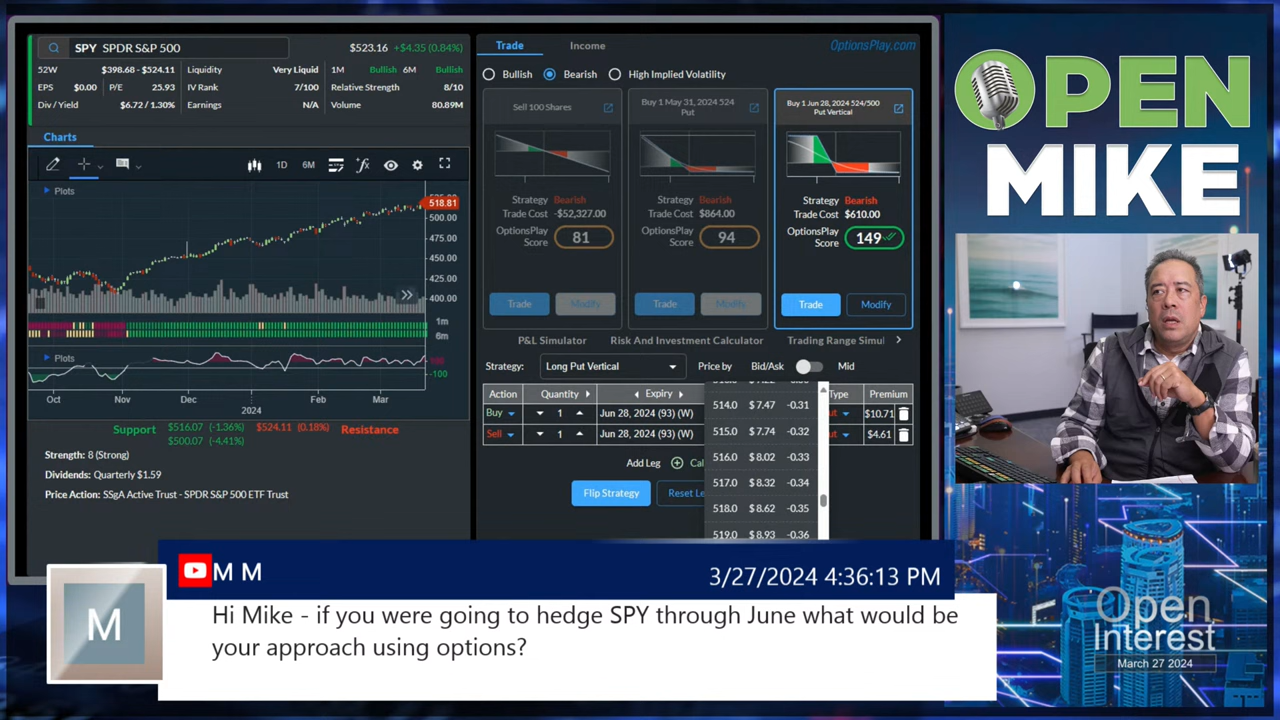 SPY SPDR S&P 500
$523.16 +$4.35 (0.84%)
52W $398.68 - $524.11 Liquidity Very Liquid 1M Bullish 6M Bullish
EPS $0.00 P/E 25.93 IV Rank 7/100 Relative Strength 8/10
Div / Yield $6.72 / 1.30% Earnings N/A Volume 80.89M
Charts
1D 6M
Plots
518.81
500.00
475.00
450.00
425.00
400.00
1m
6m
Plots
-100
Oct Nov 2024 Feb Mar
Support $516.07 (-1.36%) $524.11 (0.18%) Resistance
$500.07 (-4.41%)
Strength: 8 (Strong)
Dividends: Quarterly $1.59
Price Action: SSgA Active Trust - SPDR S&P 500 ETF Trust
Trade Income OptionsPlay.com
Bullish Bearish High Implied Volatility
Sell 100 Shares
Strategy Bearish
Trade Cost -$52,327.00
OptionsPlay Score 81
Trade Modify
Buy 1 May 31, 2024 524
Put
Strategy Bearish
Trade Cost $864.00
OptionsPlay Score 94
Trade Modify
Buy 1 Jun 28, 2024 524/500
Put Vertical
Strategy Bearish
Trade Cost $610.00
OptionsPlay Score 149
Trade Modify
P&L Simulator Risk And Investment Calculator Trading Range Simul
Strategy: Long Put Vertical Price by Bid/Ask Mid
Action Quantity Expiry Type Premium
Buy 1 Jun 28, 2024 (93) (W) ut $10.71
Sell 1 Jun 28, 2024 (93) (W) ut $4.61
514.0 $ 7.47 -0.31
515.0 $ 7.74 -0.32
516.0 $ 8.02 -0.33
517.0 $ 8.32 -0.34
518.0 $ 8.62 -0.35
519.0 $ 8.93 -0.36
Add Leg Cal
Flip Strategy Reset Le
OPEN
MIKE
M M
3/27/2024 4:36:13 PM
M
Hi Mike - if you were going to hedge SPY through June what would be
your approach using options?
Open
Interest
March 27 2024